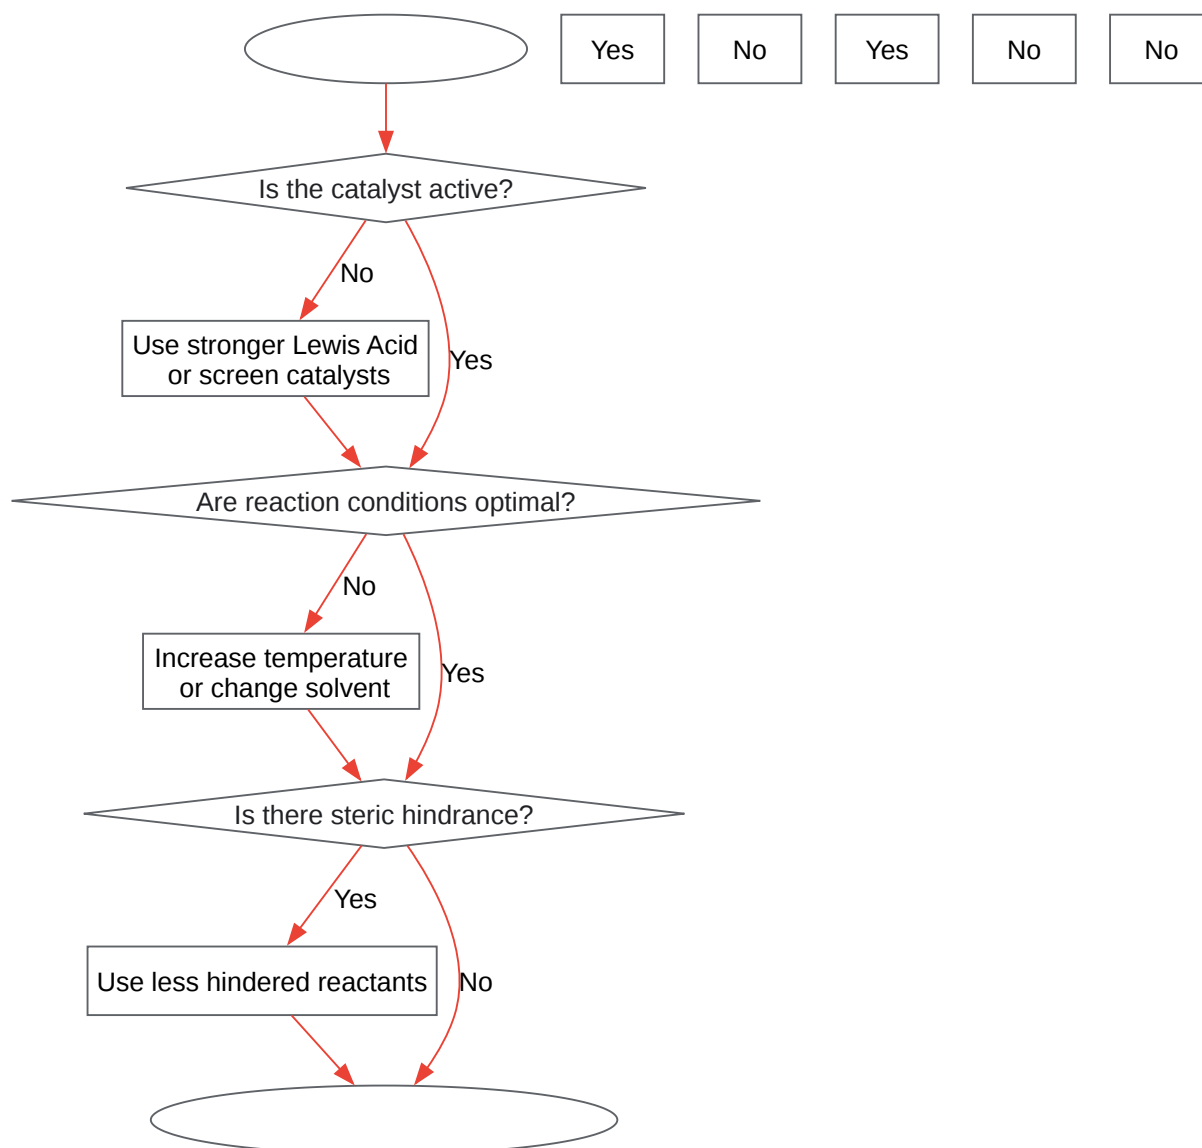 Yes
No
Yes
No
No
Is the catalyst active?
No
Use stronger Lewis Acid
or screen catalysts
Yes
Are reaction conditions optimal?
No
Increase temperature
or change solvent
Yes
Is there steric hindrance?
Yes
Use less hindered reactants
No